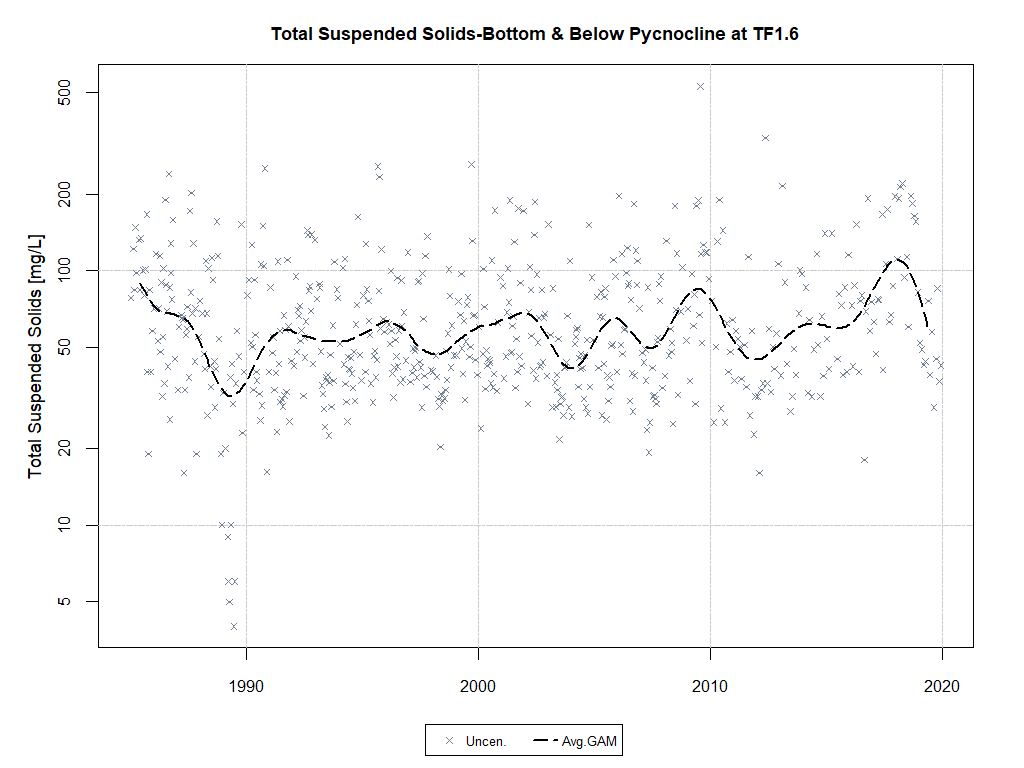 Total Suspended Solids-Bottom & Below Pycnocline at TF1.6
Total Suspended Solids [mg/L]
500
200
100
50
20
10
5
1990 2000 2010 2020
Uncen. Avg.GAM